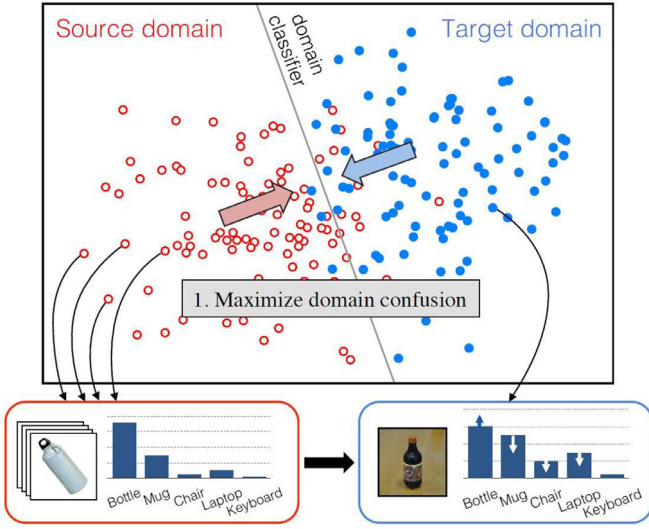 Source domain
domain
classifier
Target domain
1. Maximize domain confusion
Bottle
Mug
Chair
Laptop
Keyboard
Bottle
Mug
Chair
Laptop
Keyboard